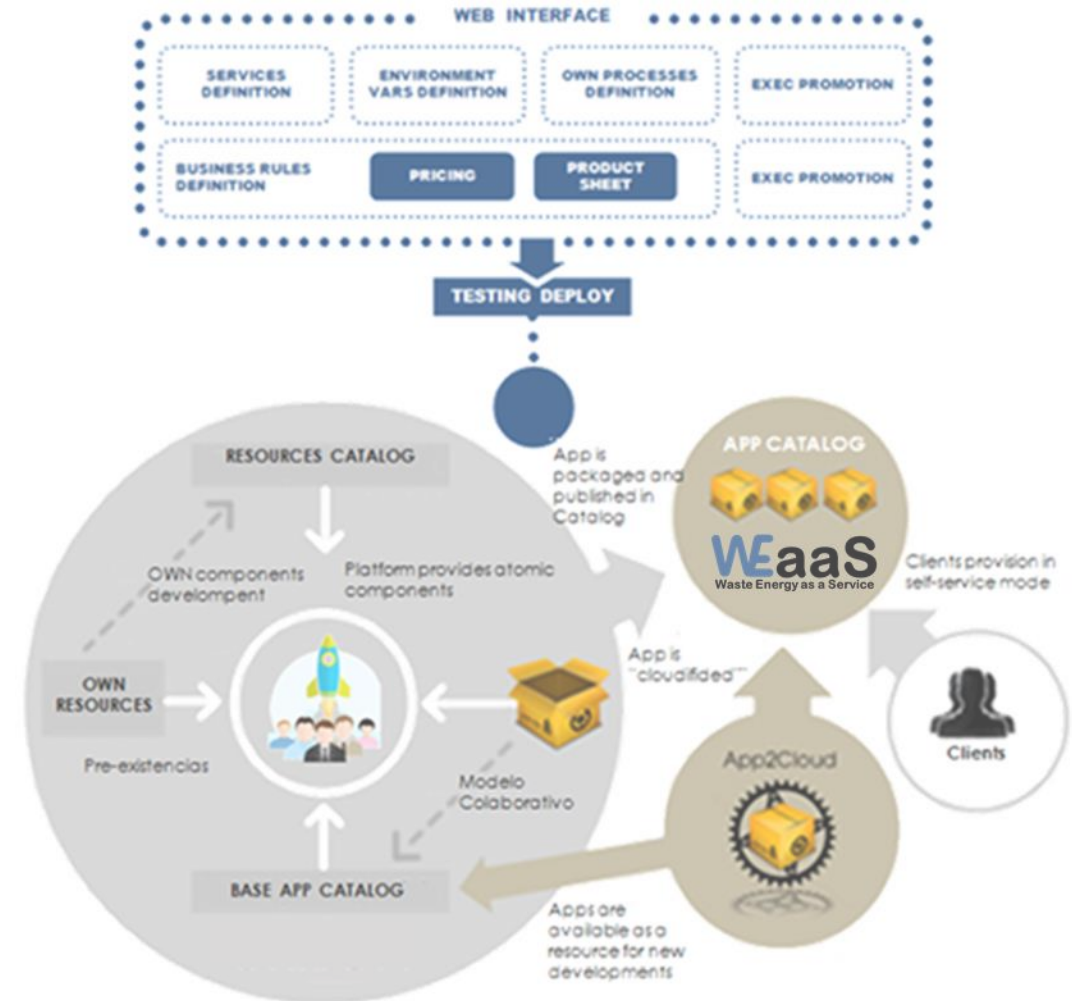 WEB INTERFACE
SERVICES
DEFINITION
ENVIRONMENT
VARS DEFINITION
OWN PROCESSES
DEFINITION
EXEC PROMOTION
BUSINESS RULES
DEFINITION
PRICING
PRODUCT
SHEET
EXEC PROMOTION
TESTING DEPLOY
RESOURCES CATALOG
App is
packaged and
published in
Catalog
APP CATALOG
WEaaS
Waste Energy as a Service
OWN components
develompent
Platform provides atomic
components
Clients provision in
self-service mode
App is
"cloudifided"
OWN
RESOURCES
Pre-existencias
Modelo
Colaborativo
App2Cloud
Clients
BASE APP CATALOG
Apps are
available as a
resource for new
developments